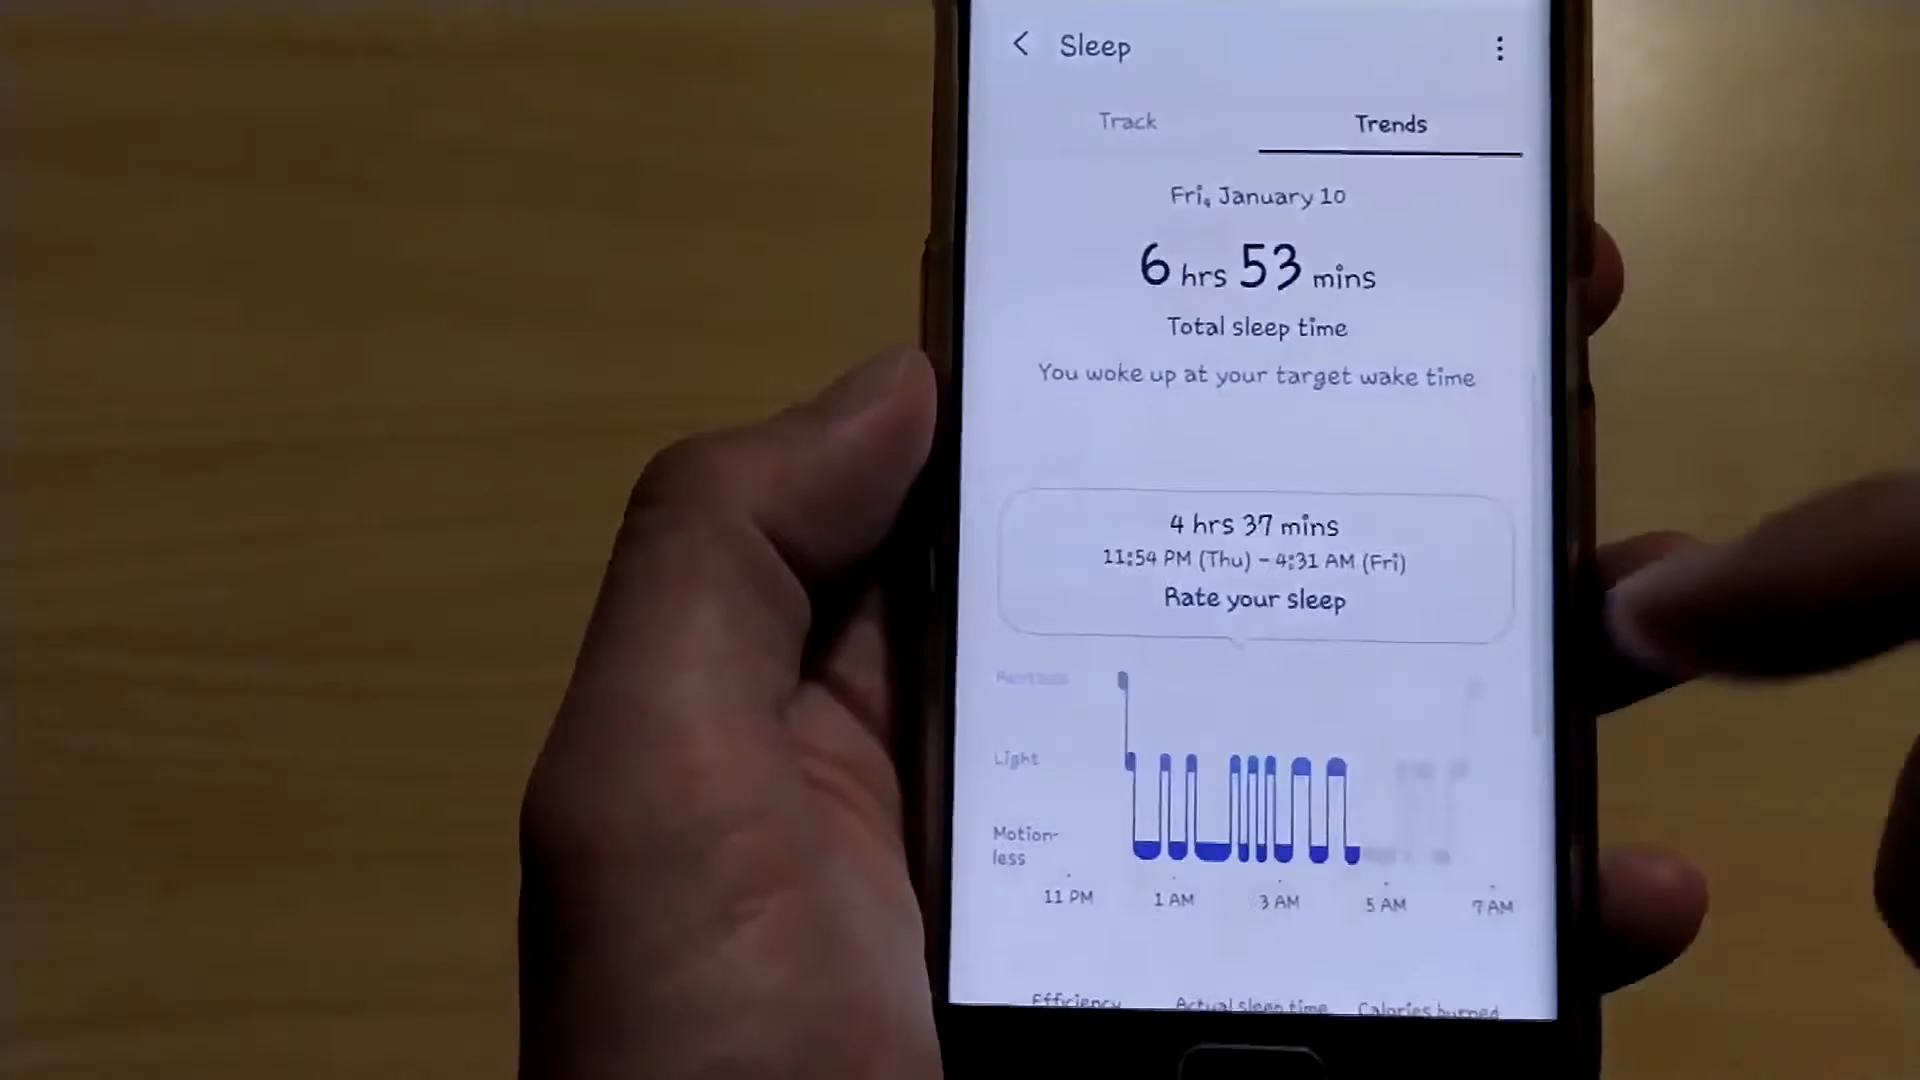 Sleep
Track
Trends
Fri, January 10
6 hrs 53 mins
Total sleep time
You woke up at your target wake time
4 hrs 37 mins
11:54 PM (Thu) – 4:31 AM (Fri)
Rate your sleep
Restless
Light
Motion-
less
11 PM 1 AM 3 AM 5 AM 7 AM
Efficiency Actual sleep time Calories burned